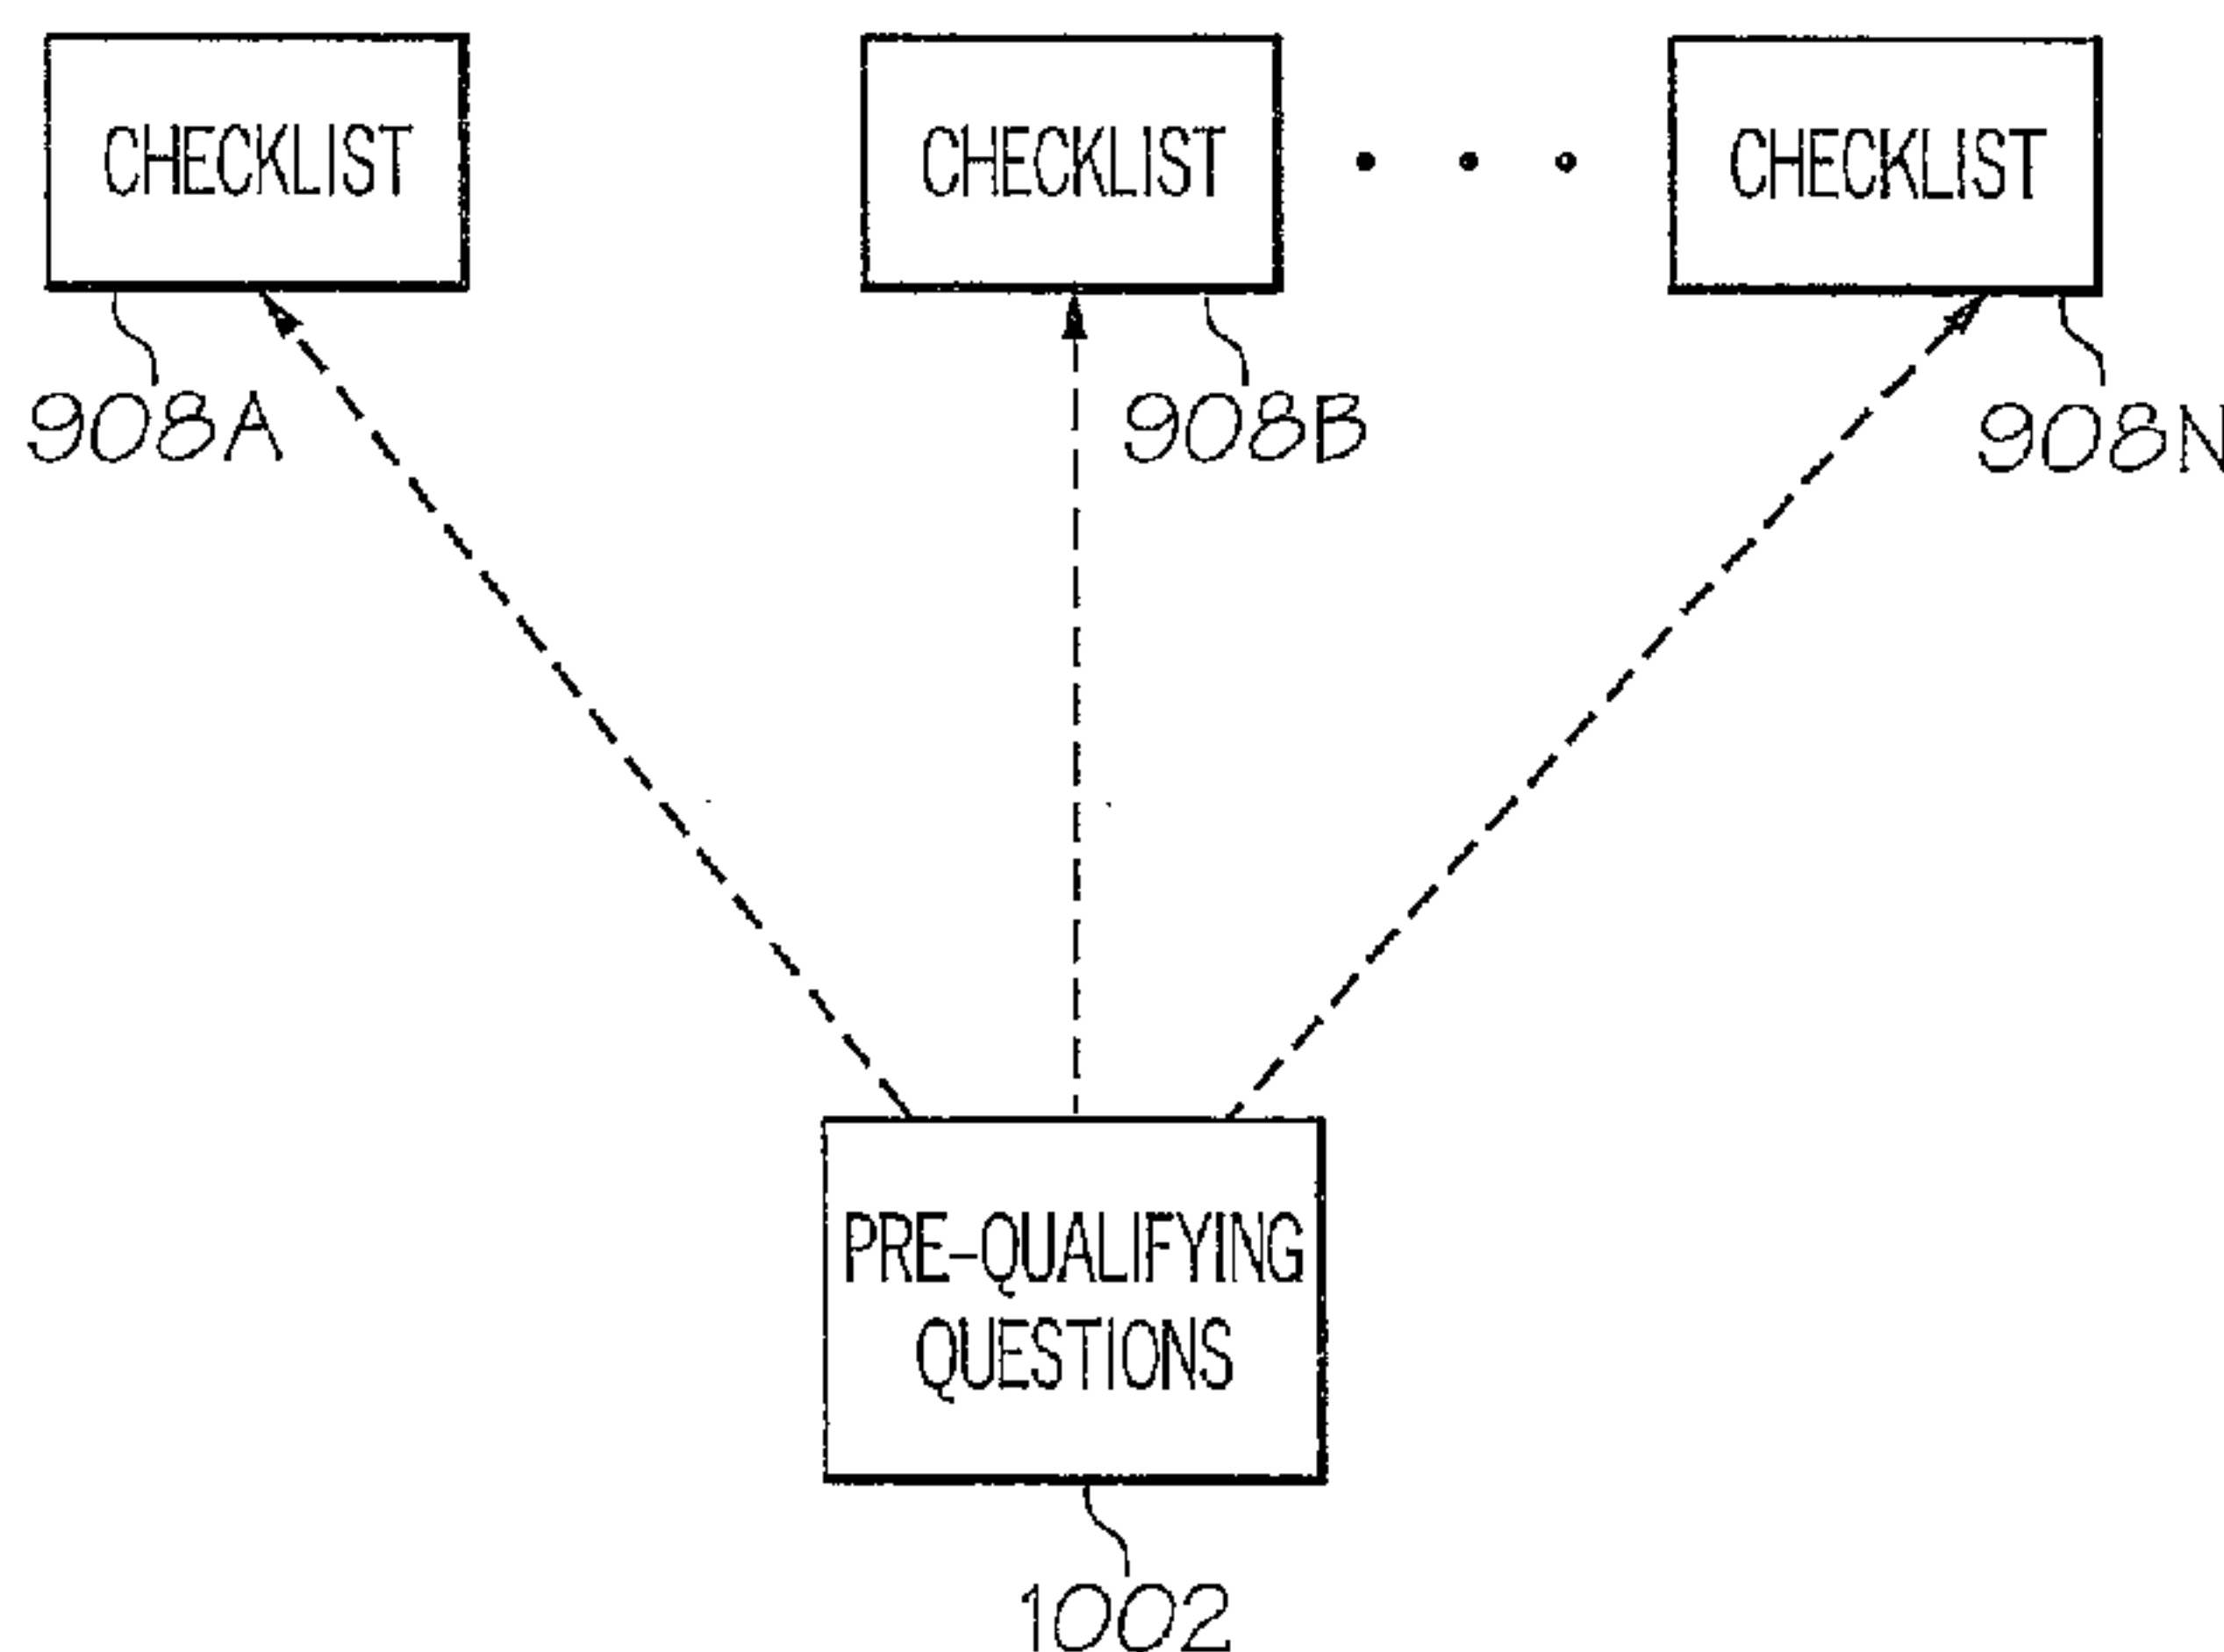 CHECKLIST
CHECKLIST
CHECKLIST
908A
908B
908N
PRE-QUALIFYING
QUESTIONS
1002